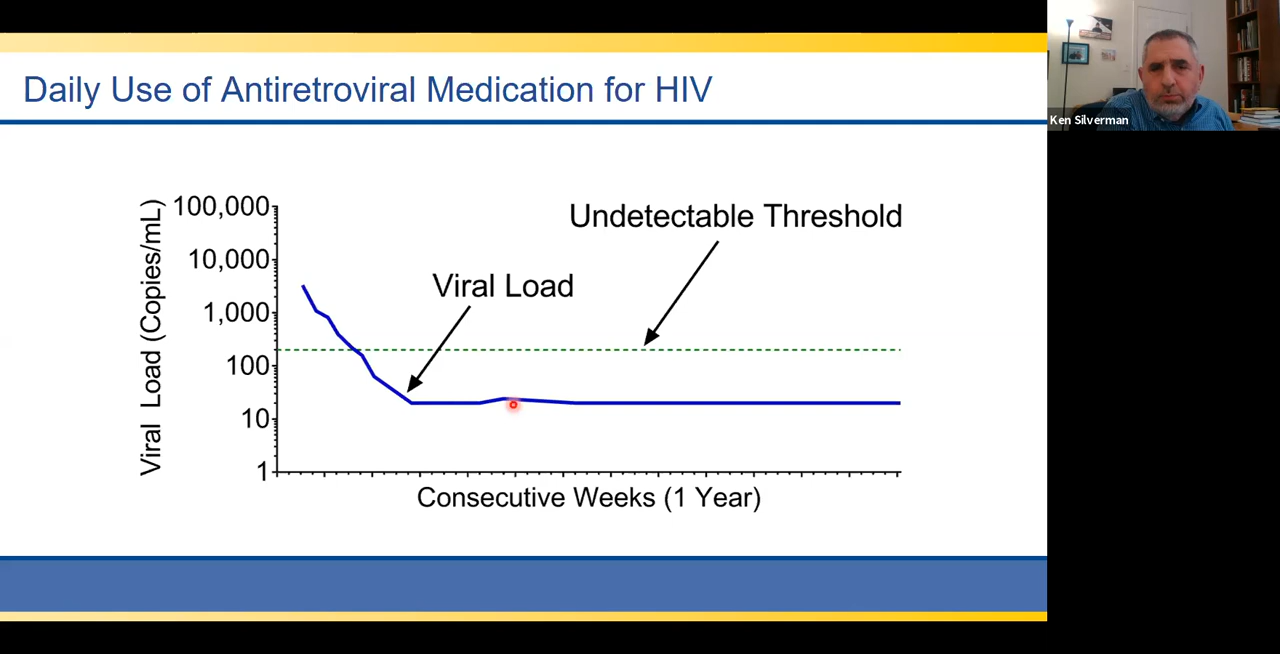 Daily Use of Antiretroviral Medication for HIV
Ken Silverman
Viral Load (Copies/mL)
100,000
10,000
1,000
100
10
1
Undetectable Threshold
Viral Load
Consecutive Weeks (1 Year)